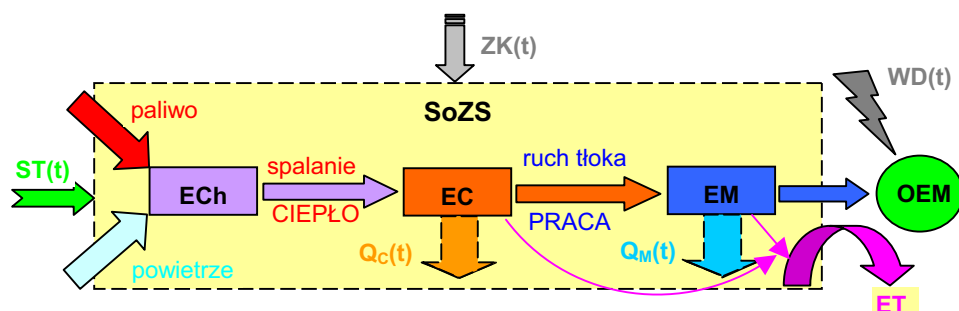 ZK(t)
WD(t)
SoZS
paliwo
ST(t)
spalanie
ruch tłoka
ECh
EC
EM
OEM
CIEPŁO
PRACA
powietrze
QC(t)
QM(t)
ET